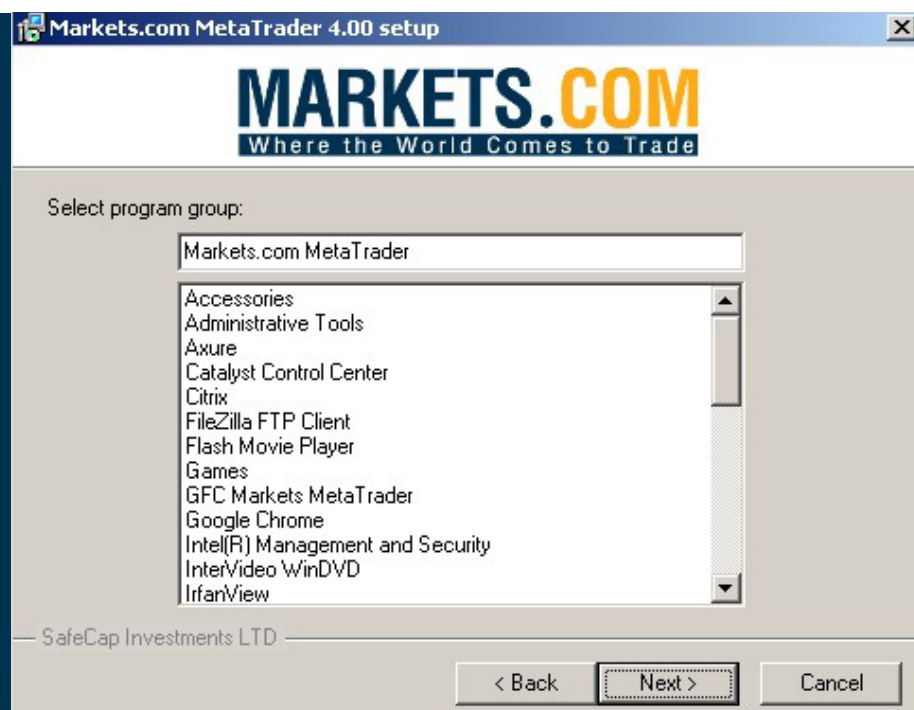 Markets.com MetaTrader 4.00 setup
MARKETS.COM
Where the World Comes to Trade
Select program group:
Markets.com MetaTrader
Accessories
Administrative Tools
Axure
Catalyst Control Center
Citrix
FileZilla FTP Client
Flash Movie Player
Games
GFC Markets MetaTrader
Google Chrome
Intel(R) Management and Security
InterVideo WinDVD
IrfanView
SafeCap Investments LTD
< Back Next > Cancel